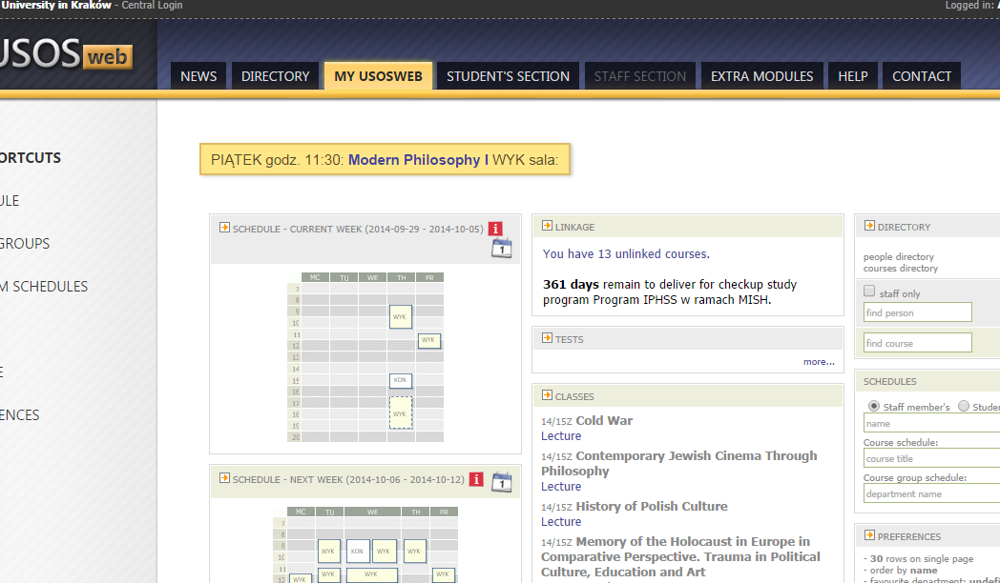 University in Kraków - Central Login
Logged in:
USOS web
NEWS DIRECTORY MY USOSWEB STUDENT'S SECTION STAFF SECTION EXTRA MODULES HELP CONTACT
ORTCUTS
ULE
GROUPS
M SCHEDULES
E
ENCES
PIĄTEK godz. 11:30: Modern Philosophy I WYK sala:
SCHEDULE - CURRENT WEEK (2014-09-29 - 2014-10-05) i
1
MC TU WE TH FR
7
8
9
WYK
10
11
WYK
12
13
14
15
KON
16
17
18
WYK
19
20
SCHEDULE - NEXT WEEK (2014-10-06 - 2014-10-12) i
1
MC TU WE TH FR
7
8
9
WYK KON WYK WYK
10
11
WYK WYK WYK
12
WYK
LINKAGE
You have 13 unlinked courses.
361 days remain to deliver for checkup study
program Program IPHSS w ramach MISH.
TESTS
more...
CLASSES
14/15Z Cold War
Lecture
14/15Z Contemporary Jewish Cinema Through
Philosophy
Lecture
14/15Z History of Polish Culture
Lecture
14/15Z Memory of the Holocaust in Europe in
Comparative Perspective. Trauma in Political
Culture, Education and Art
DIRECTORY
people directory
courses directory
staff only
find person
find course
SCHEDULES
Staff member's Stude
name
Course schedule:
course title
Course group schedule:
department name
PREFERENCES
- 30 rows on single page
- order by name
- favourite department: undefi